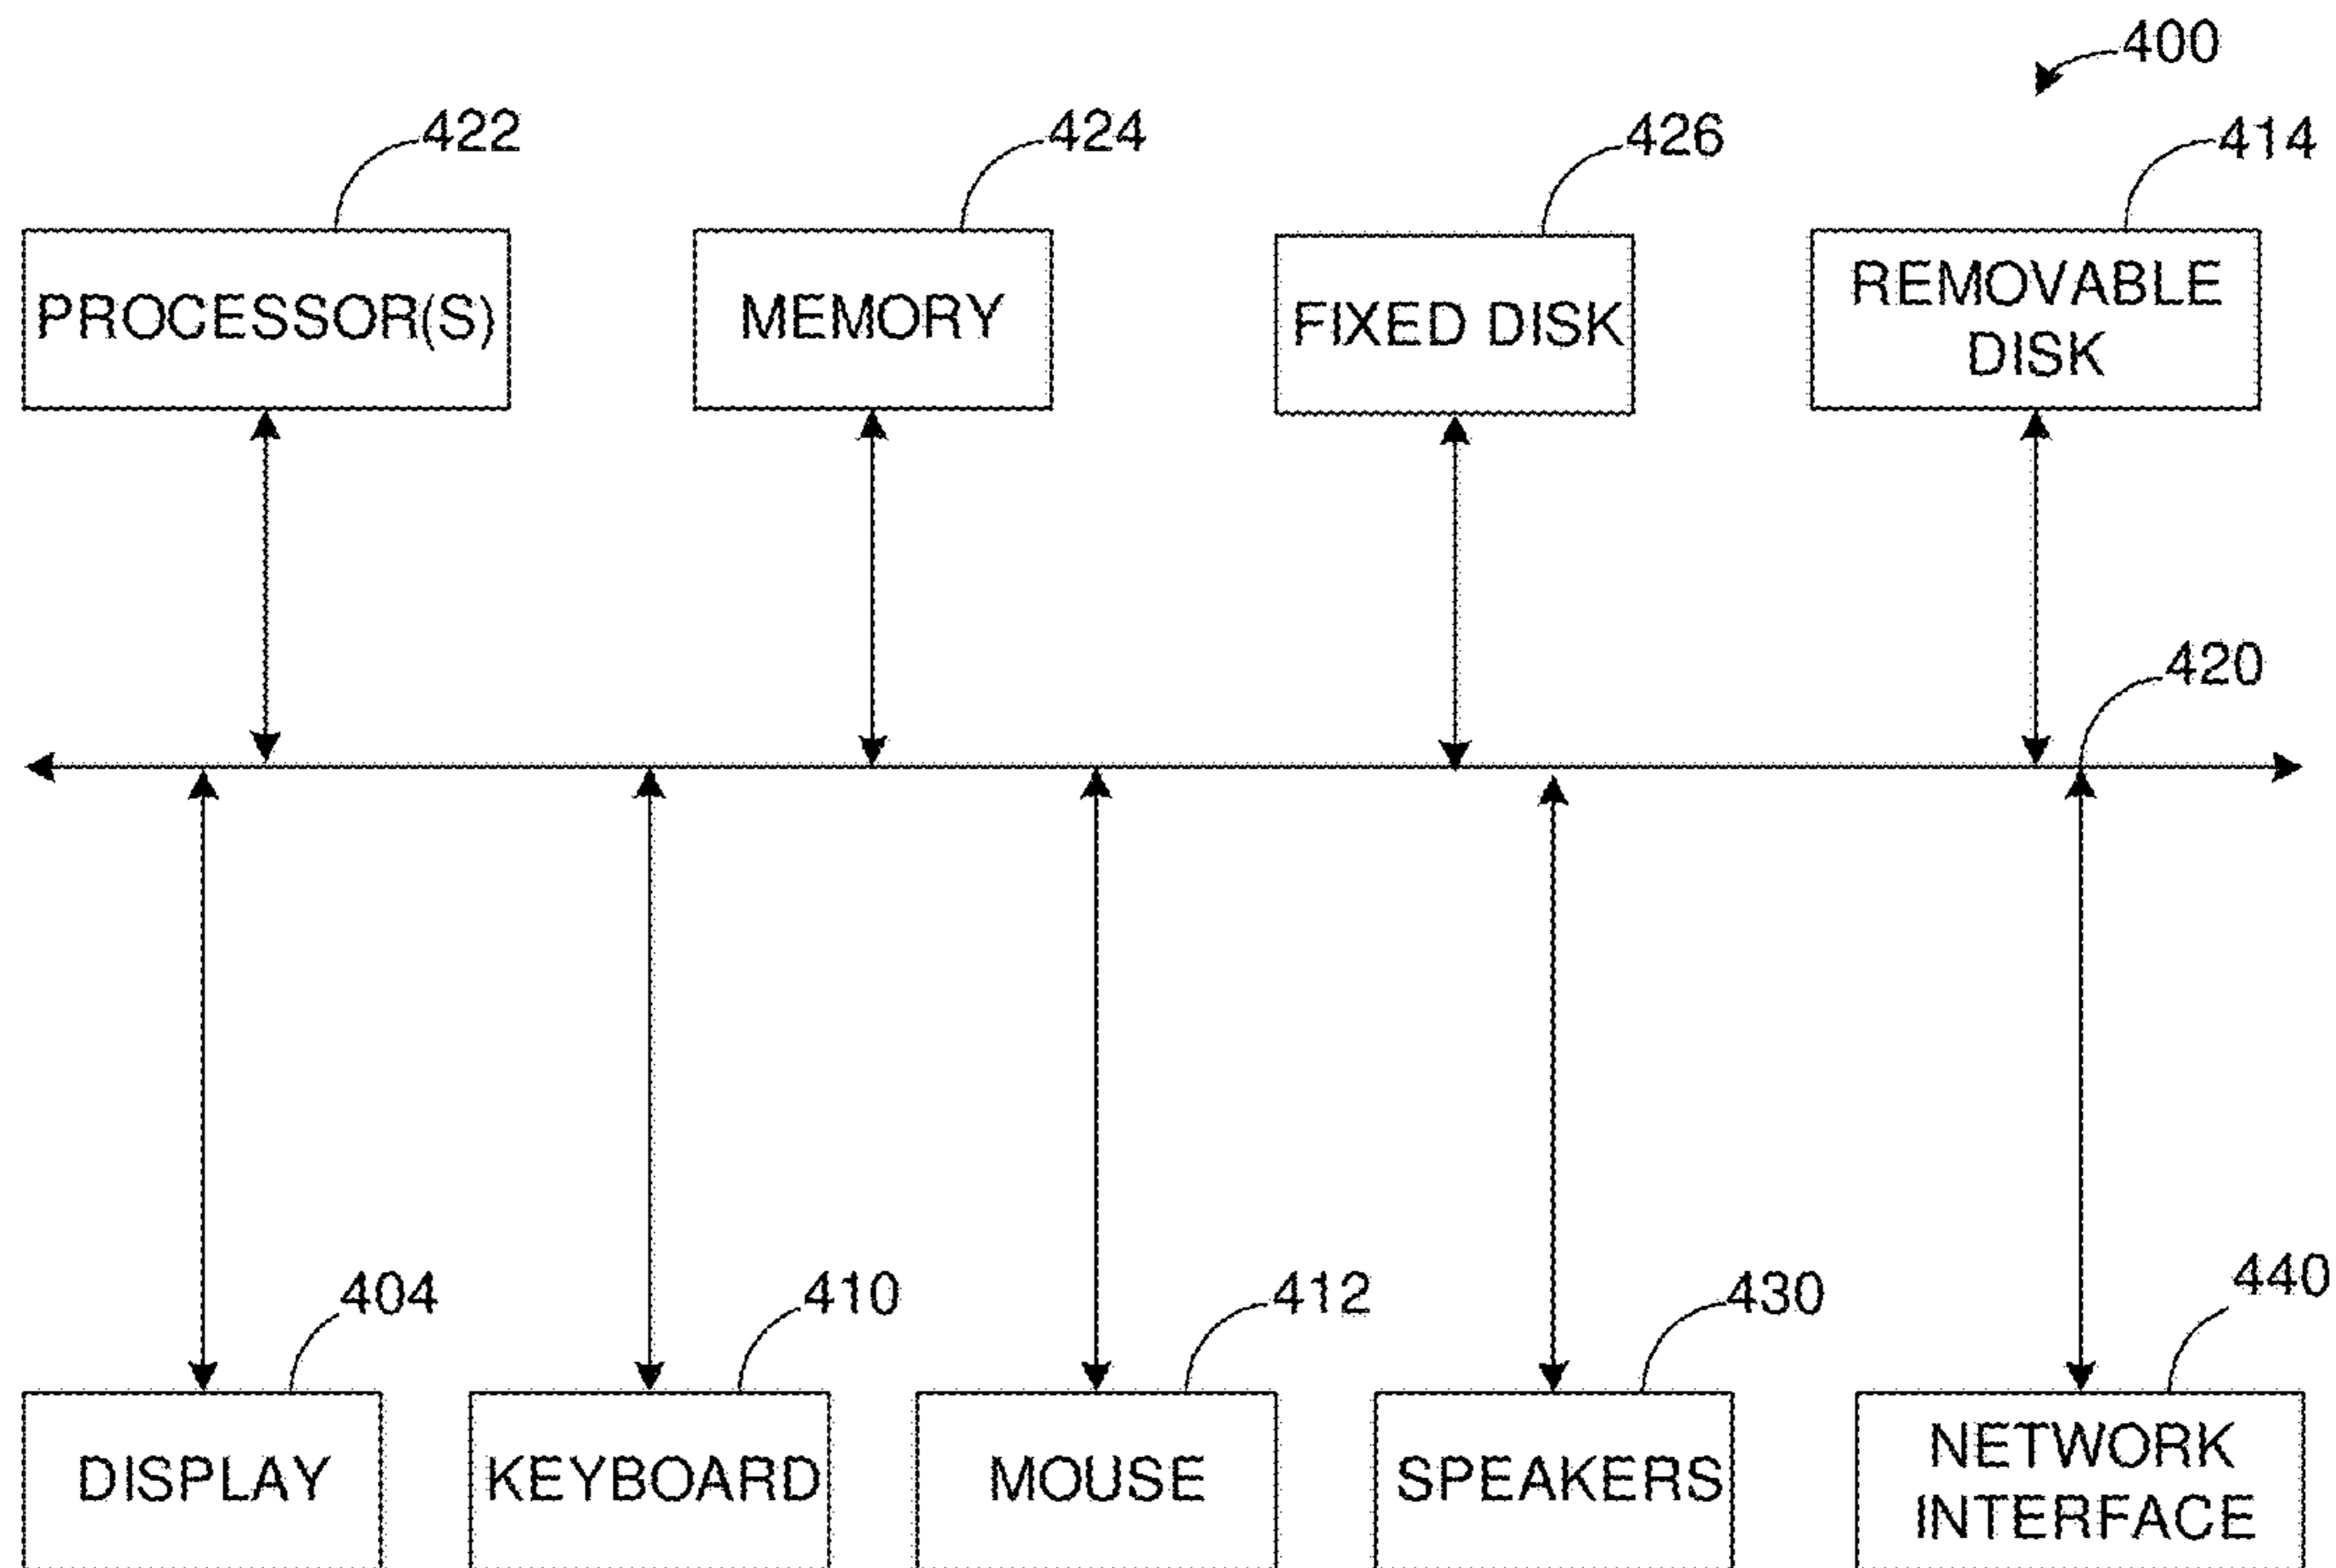 400
422
424
426
414
PROCESSOR(S)
MEMORY
FIXED DISK
REMOVABLE
DISK
420
404
410
412
430
440
DISPLAY
KEYBOARD
MOUSE
SPEAKERS
NETWORK
INTERFACE